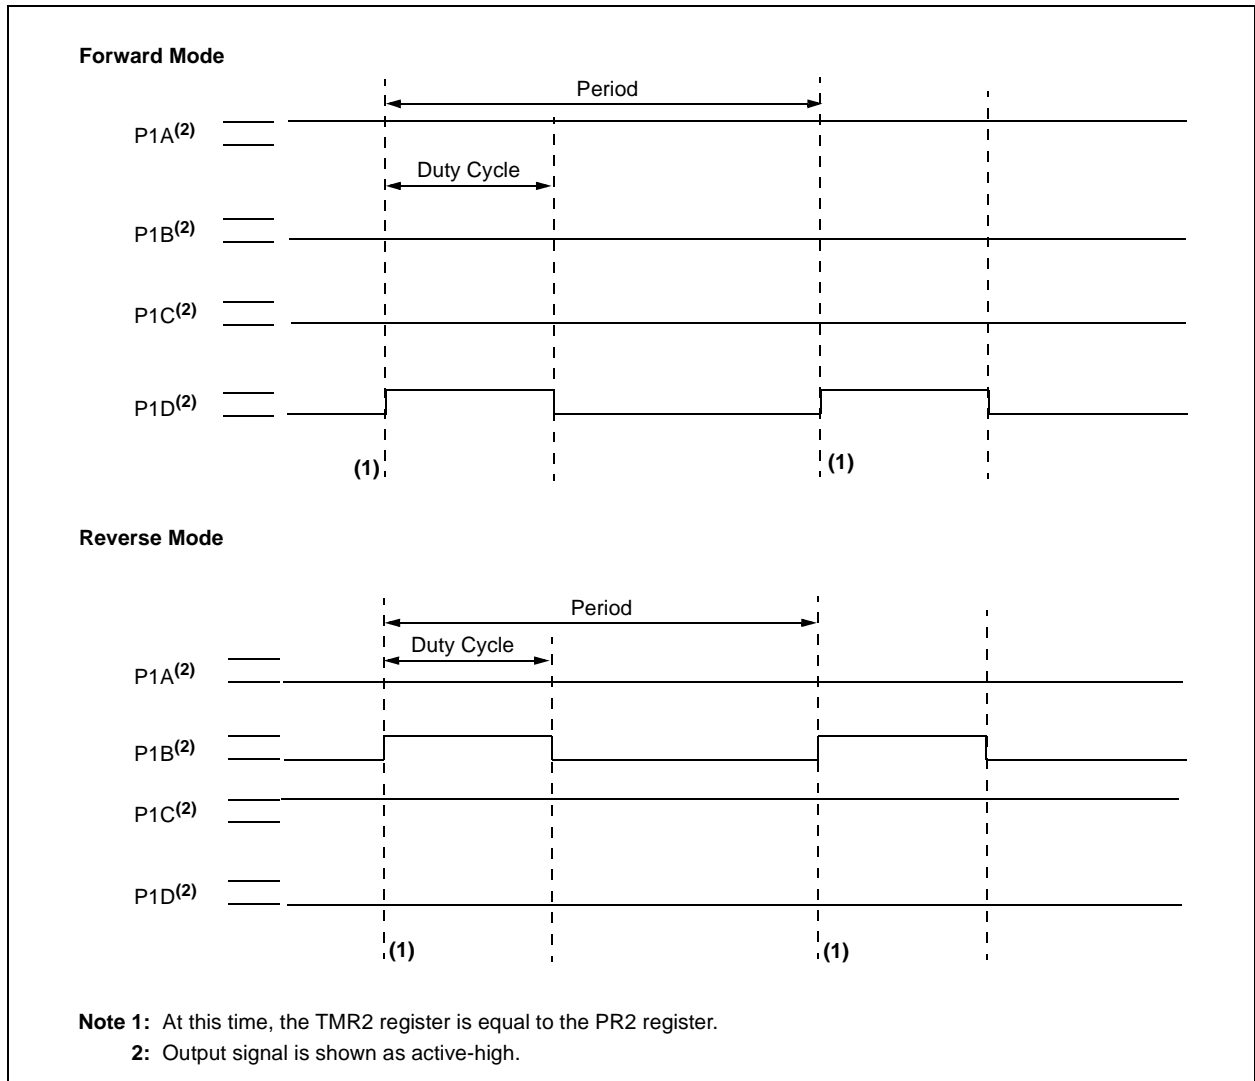 Forward Mode
Period
P1A(2)
Duty Cycle
P1B(2)
P1C(2)
P1D(2)
(1)
(1)
Reverse Mode
Period
Duty Cycle
P1A(2)
P1B(2)
P1C(2)
P1D(2)
(1)
(1)
Note 1: At this time, the TMR2 register is equal to the PR2 register.
2: Output signal is shown as active-high.